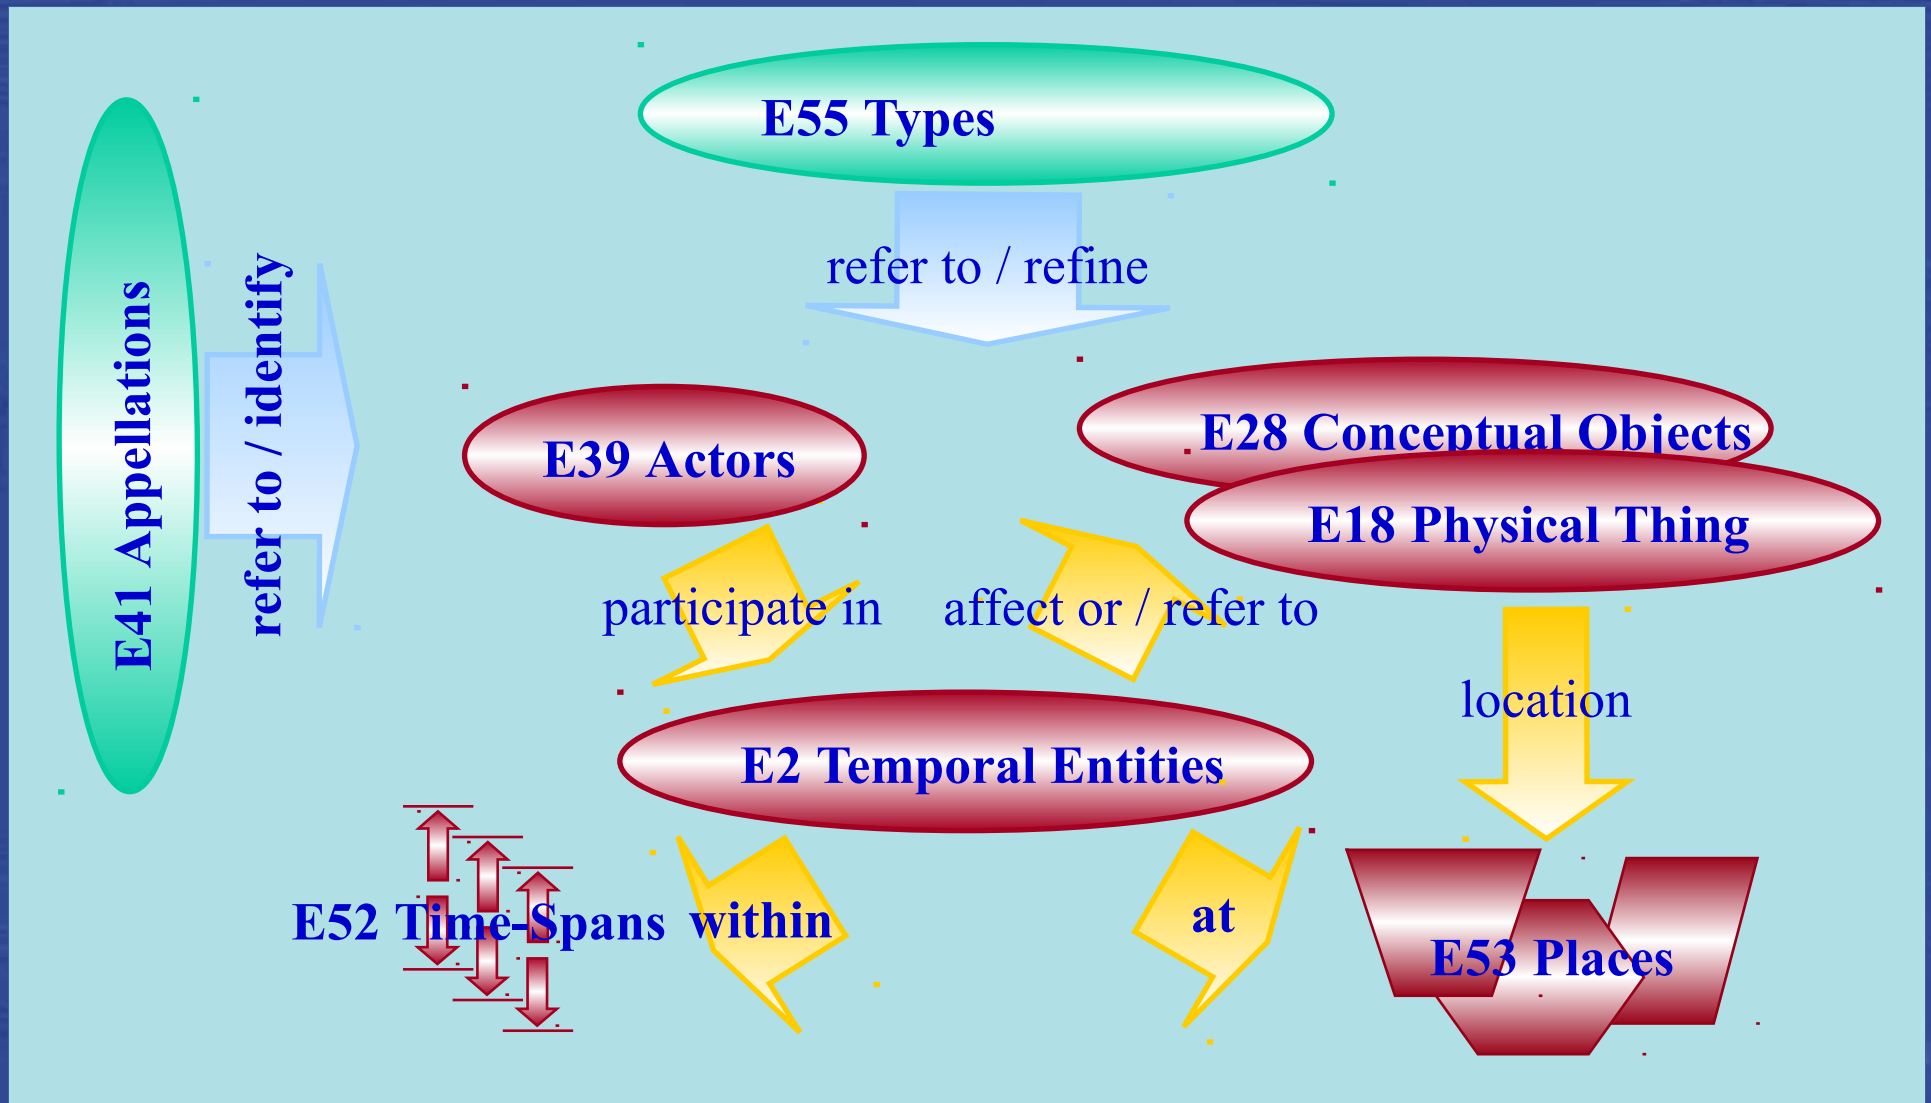 E55 Types
refer to / refine
E41 Appellations
refer to / identify
E39 Actors
E28 Conceptual Objects
E18 Physical Thing
participate in
affect or / refer to
location
E2 Temporal Entities
E52 Time-Spans
within
at
E53 Places